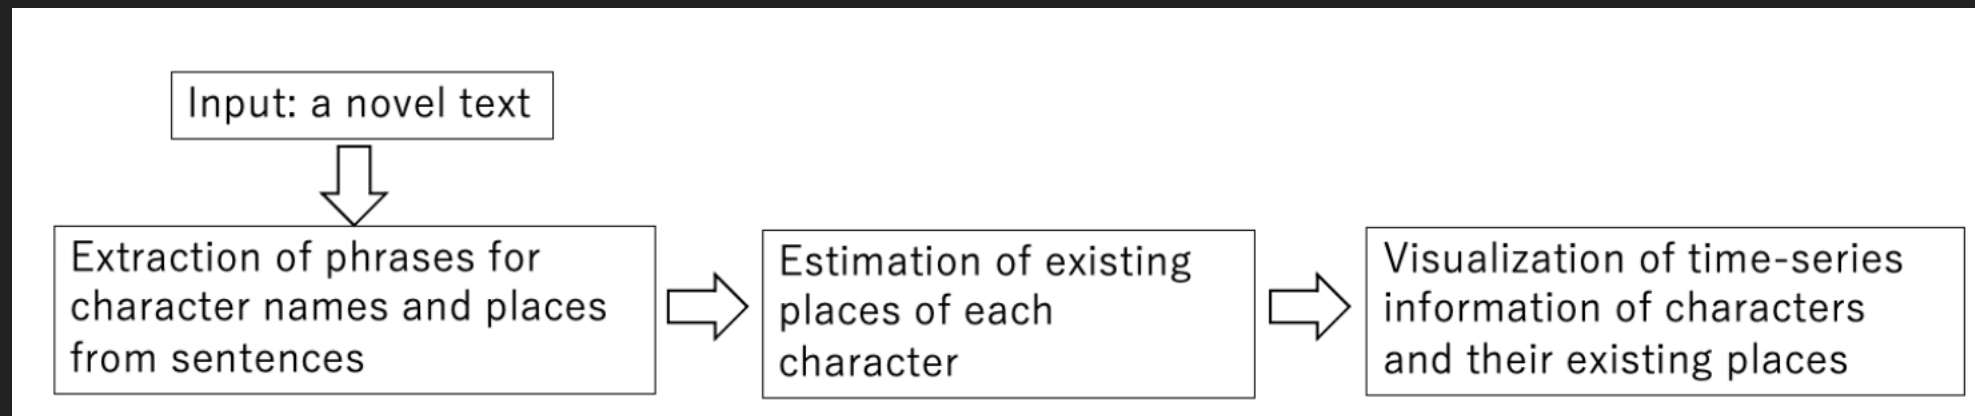 Input: a novel text
Extraction of phrases for
character names and places
from sentences
Estimation of existing
places of each
character
Visualization of time-series
information of characters
and their existing places